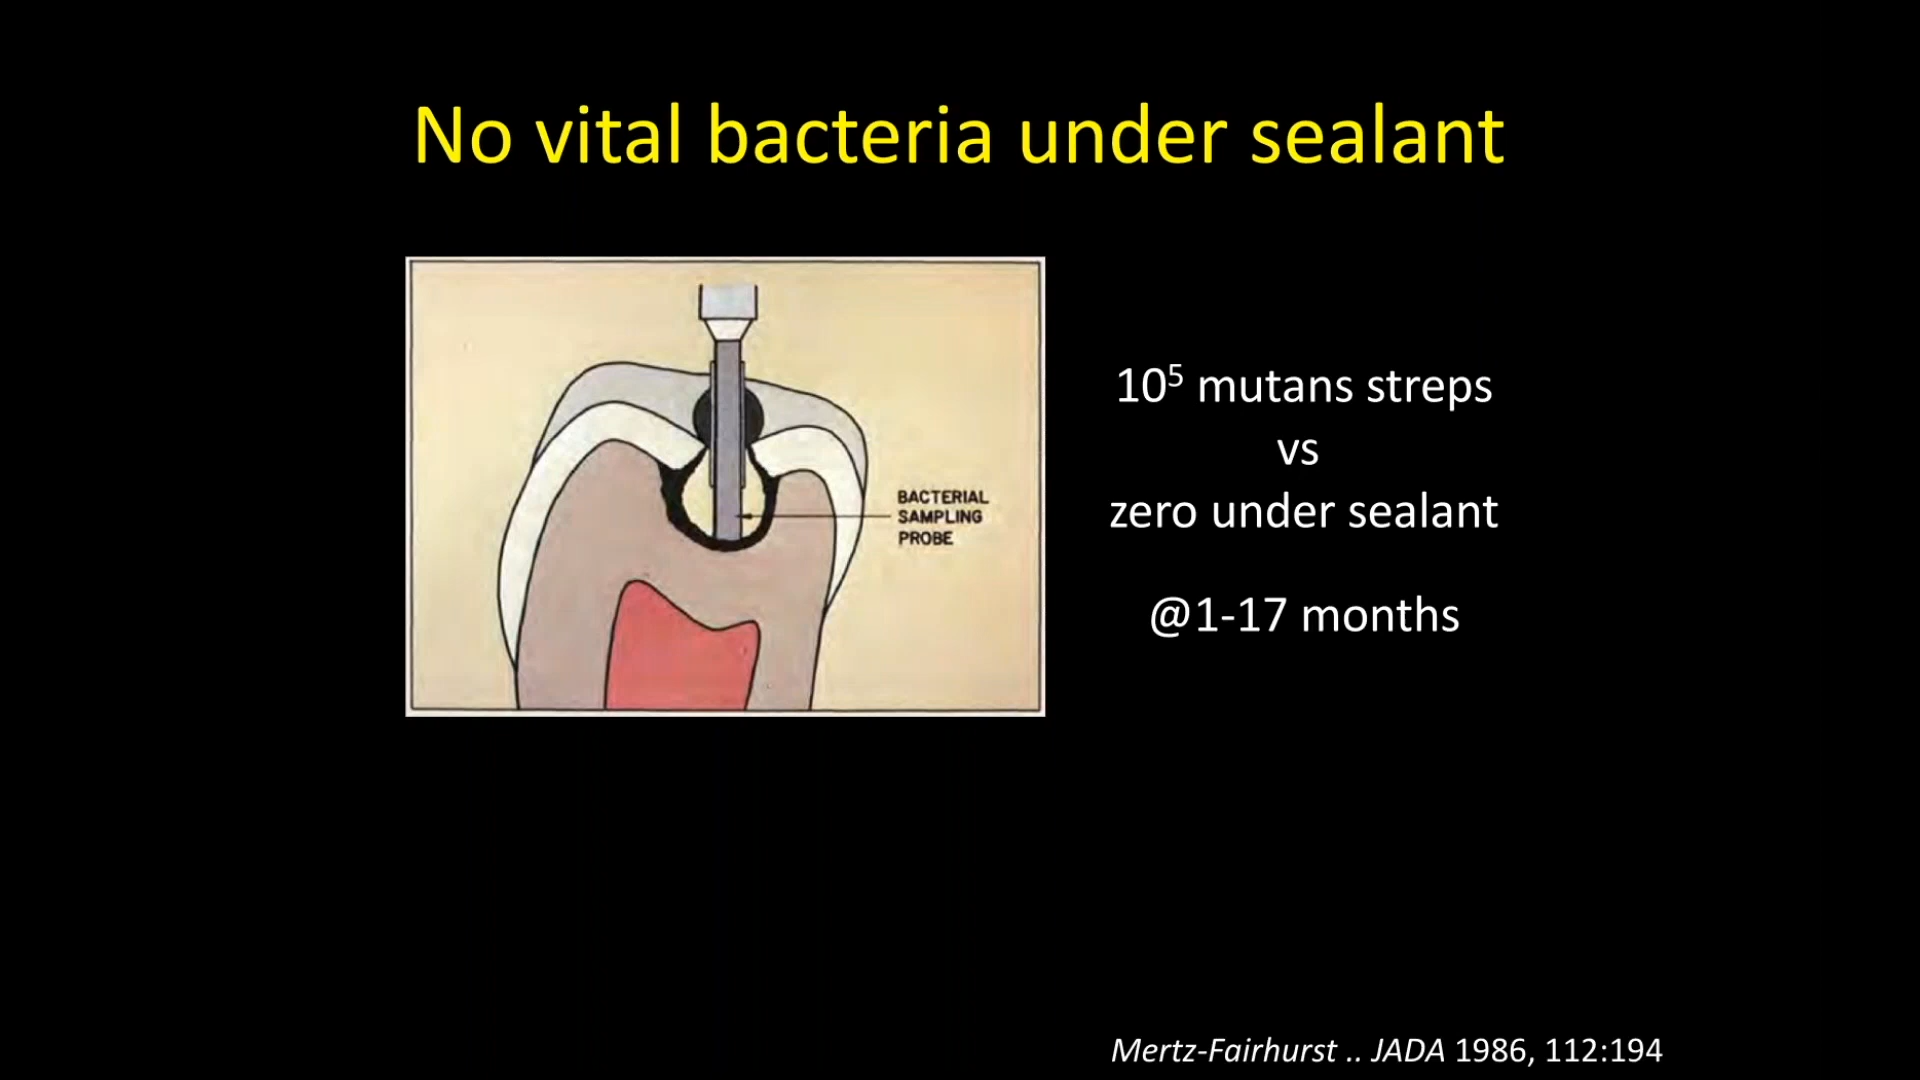 No vital bacteria under sealant
BACTERIAL
SAMPLING
PROBE
10⁵ mutans streps
vs
zero under sealant
@1-17 months
Mertz-Fairhurst .. JADA 1986, 112:194